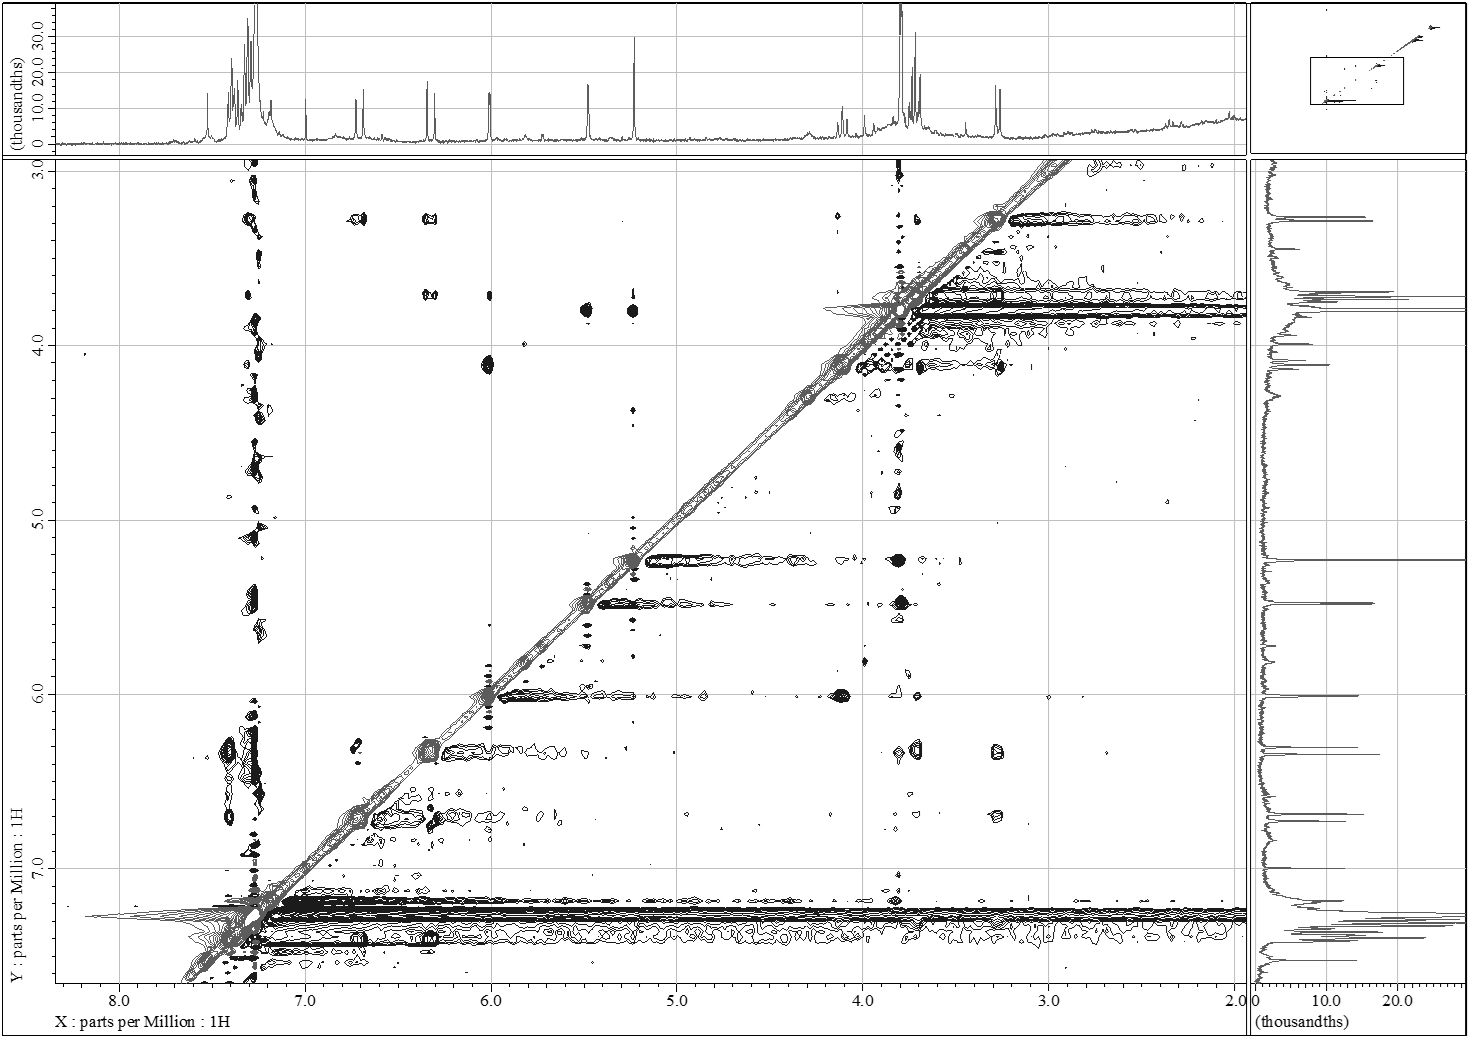 (thousandths)
30.0
20.0
10.0
0
3.0
4.0
5.0
6.0
7.0
Y : parts per Million : 1H
8.0 7.0 6.0 5.0 4.0 3.0 2.0
X : parts per Million : 1H
0 10.0 20.0
(thousandths)